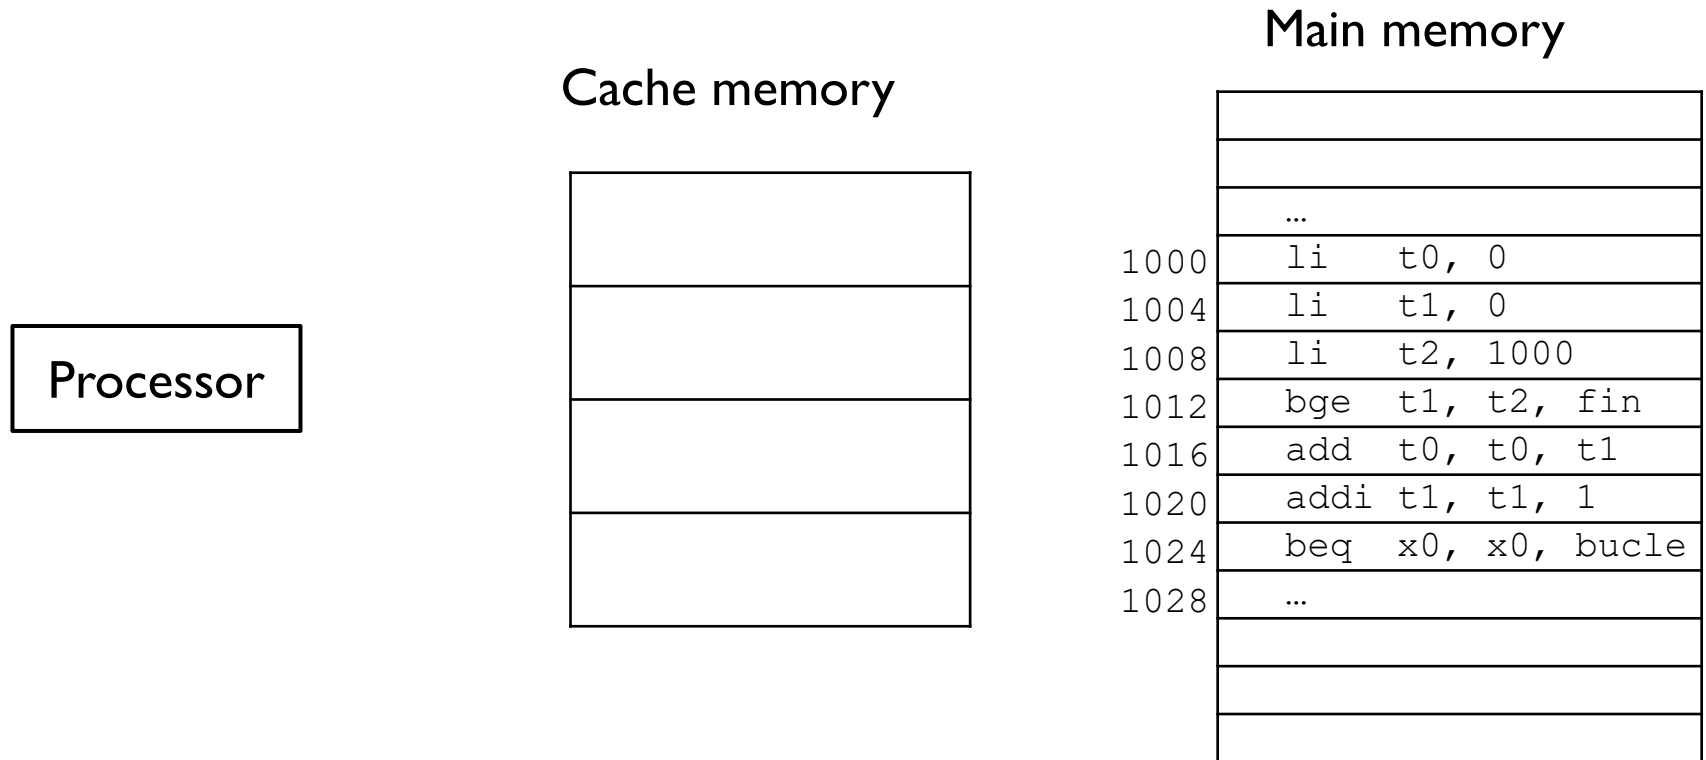 Main memory
Cache memory
…
1000 li t0, 0
1004 li t1, 0
1008 li t2, 1000
Processor
1012 bge t1, t2, fin
1016 add t0, t0, t1
1020 addi t1, t1, 1
1024 beq x0, x0, bucle
1028 …